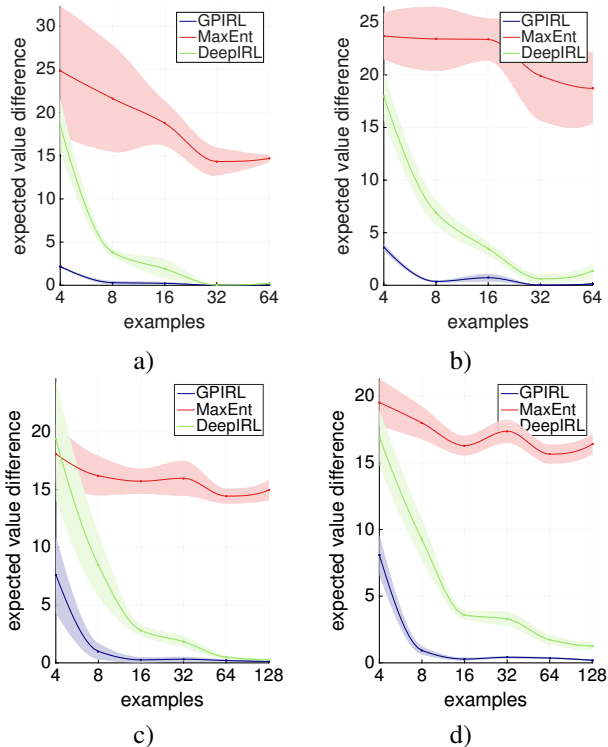 GPIRL
MaxEnt
DeepIRL
30
25
20
15
10
5
0
expected value difference
4 8 16 32 64
examples
a)
GPIRL
MaxEnt
DeepIRL
25
20
15
10
5
0
expected value difference
4 8 16 32 64
examples
b)
GPIRL
MaxEnt
DeepIRL
20
15
10
5
0
expected value difference
4 8 16 32 64 128
examples
c)
GPIRL
MaxEnt
DeepIRL
20
15
10
5
0
expected value difference
4 8 16 32 64 128
examples
d)